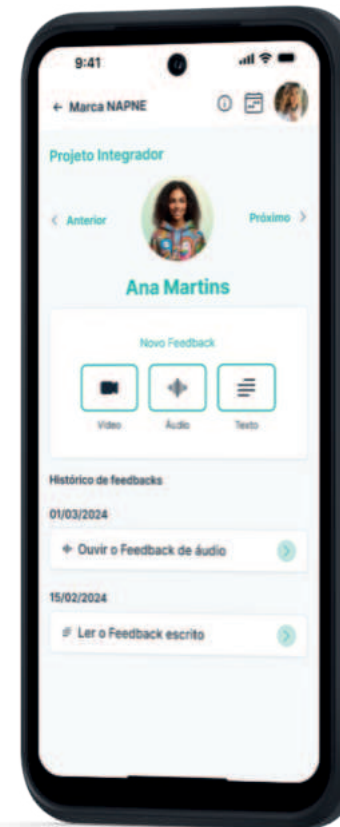 9:41
← Marca NAPNE
Projeto Integrador
< Anterior
Próximo >
Ana Martins
Novo Feedback
Vídeo
Áudio
Texto
Histórico de feedbacks
01/03/2024
Ouvir o Feedback de áudio
15/02/2024
Ler o Feedback escrito